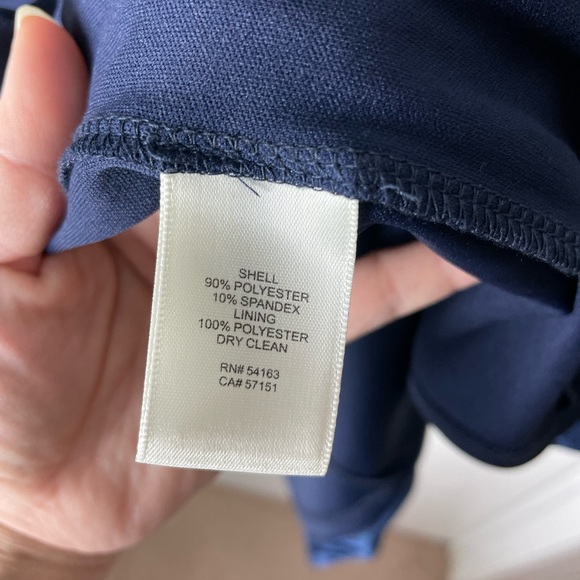 SHELL
90% POLYESTER
10% SPANDEX
LINING
100% POLYESTER
DRY CLEAN
RN# 54163
CA# 57151